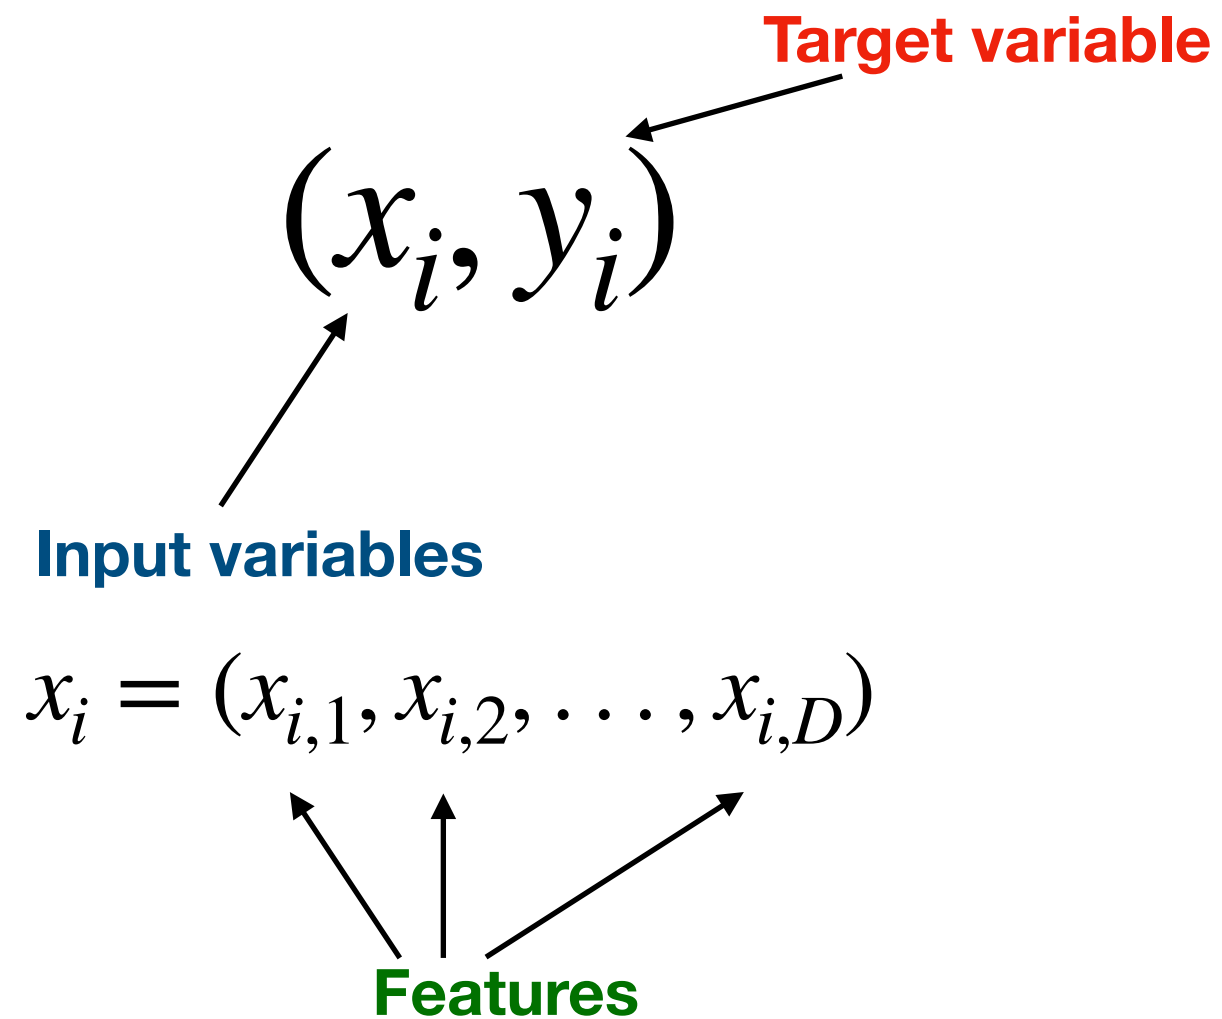 Target variable
(x_i, y_i)
Input variables
x_i = (x_{i,1}, x_{i,2}, . . . , x_{i,D})
Features